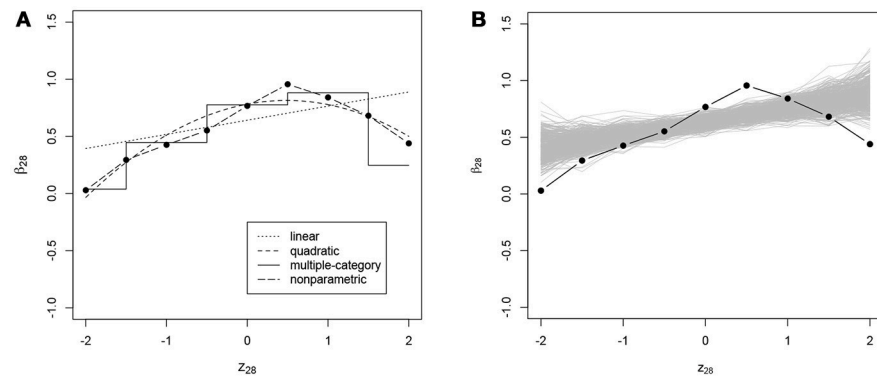 A
β28
1.5
1.0
0.5
0.0
-0.5
-1.0
linear
quadratic
multiple-category
nonparametric
-2 -1 0 1 2
z28
B
β28
1.5
1.0
0.5
0.0
-0.5
-1.0
-2 -1 0 1 2
z28